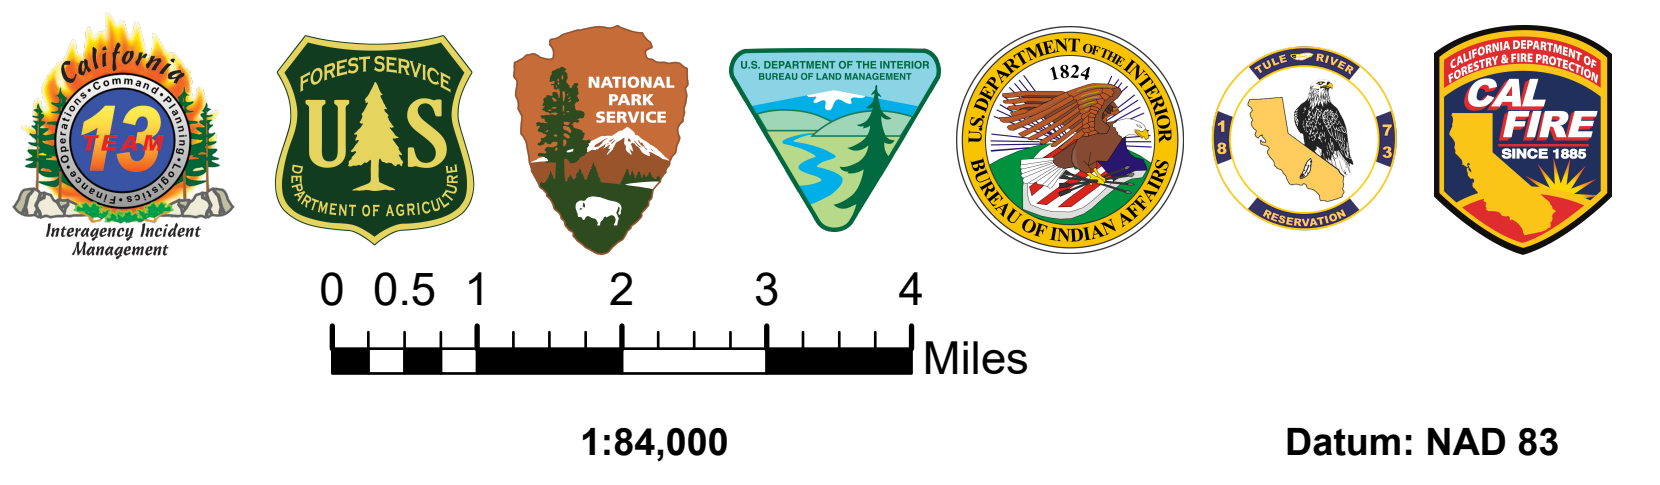 California
Operations • Command • Planning • Logistics • Finance •
13
TEAM
Interagency Incident
Management
FOREST SERVICE
U S
DEPARTMENT OF AGRICULTURE
NATIONAL
PARK
SERVICE
U.S. DEPARTMENT OF THE INTERIOR
BUREAU OF LAND MANAGEMENT
U.S. DEPARTMENT OF THE INTERIOR
1824
BUREAU OF INDIAN AFFAIRS
TULE RIVER
18 73
RESERVATION
CALIFORNIA DEPARTMENT OF
FORESTRY & FIRE PROTECTION
CAL
FIRE
SINCE 1885
0 0.5 1 2 3 4
Miles
1:84,000
Datum: NAD 83